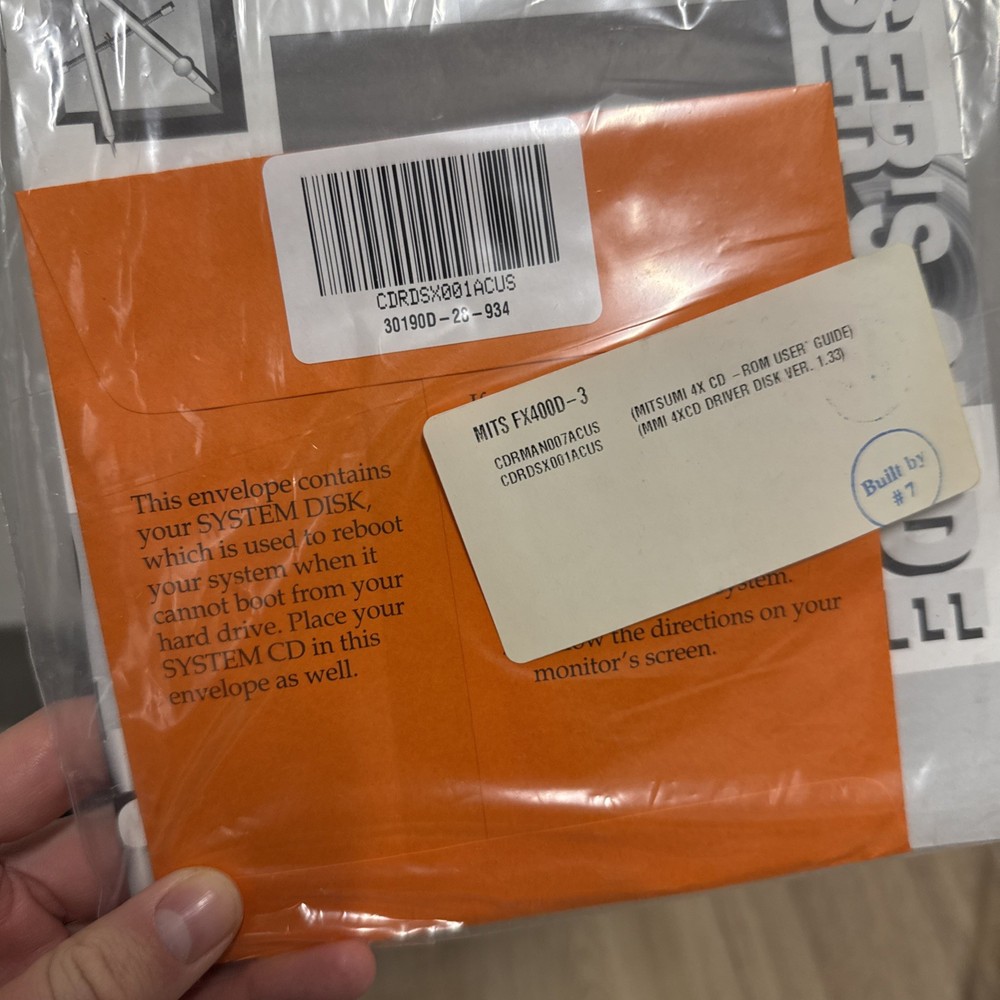 CDRDSX001ACUS
30190D-28-934
MITS FX400D-3
(MITSUMI 4X CD -ROM USER GUIDE)
CDRMAN007ACUS
(MMI 4XCD DRIVER DISK VER. 1.33)
CDRDSX001ACUS
Built by
# 7
This envelope contains
your SYSTEM DISK,
which is used to reboot
your system when it
cannot boot from your
hard drive. Place your
SYSTEM CD in this
envelope as well.
the directions on your
monitor's screen.
USER'S
GUIDE